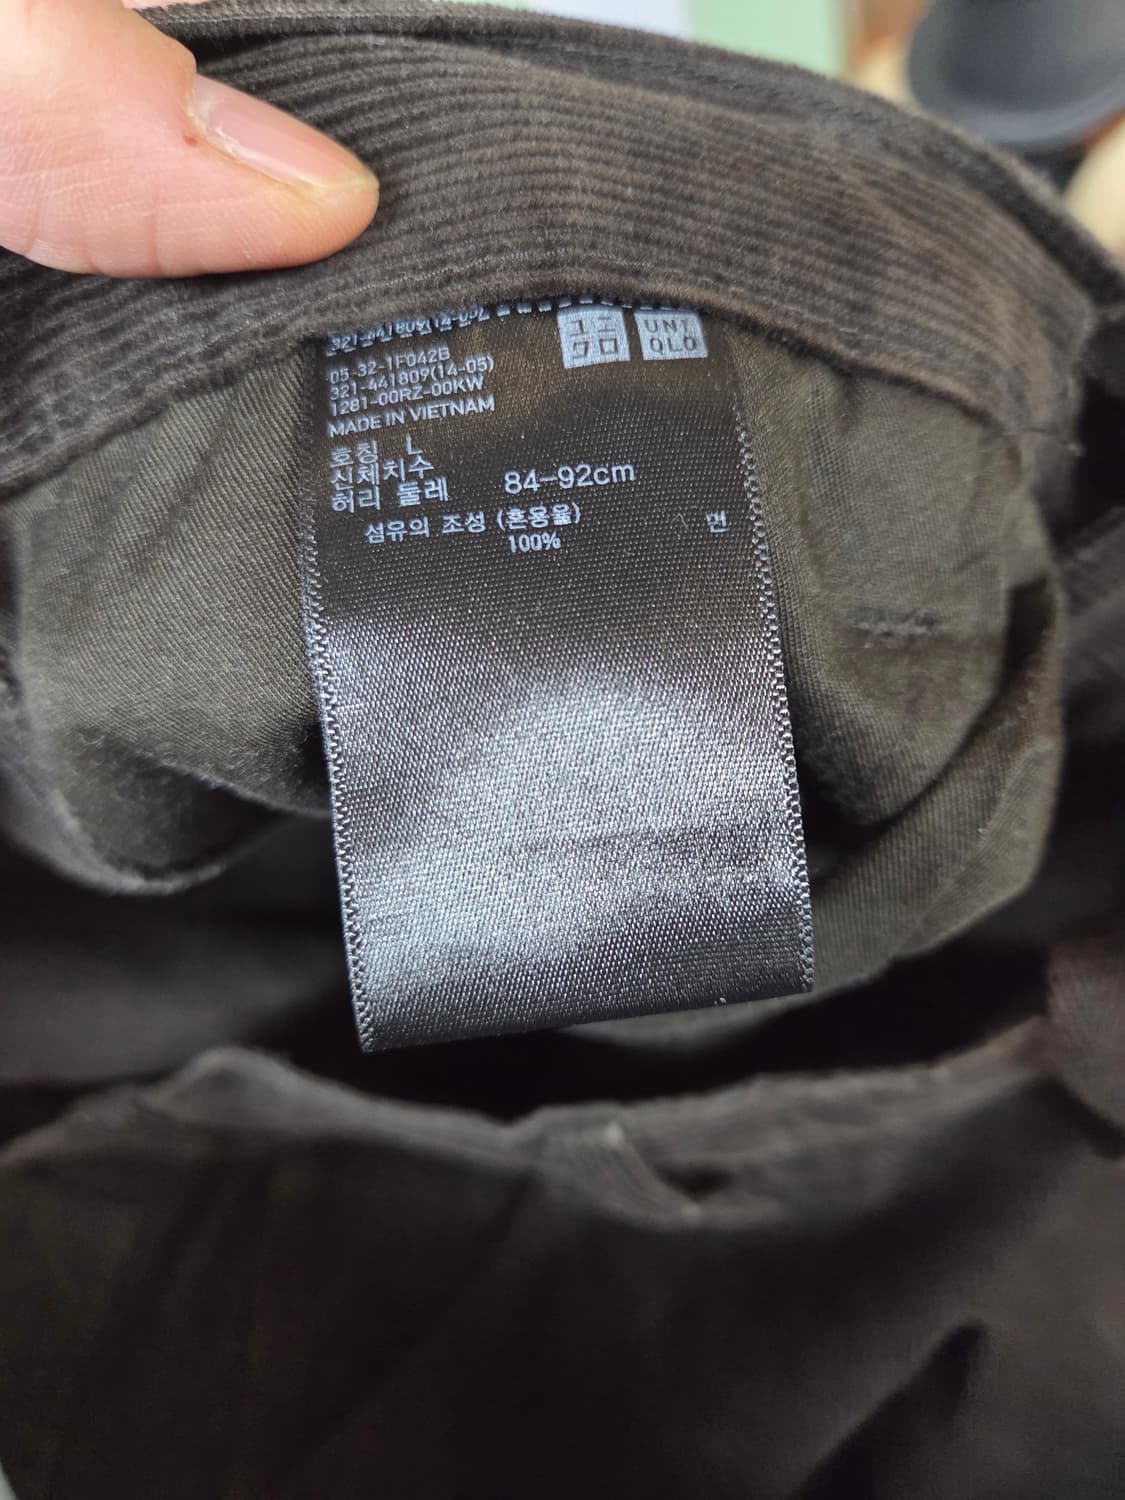 ユニ
クロ
UNI
QLO
05-32-1F042B
321-441809(14-05)
1281-00RZ-00KW
MADE IN VIETNAM
호칭 L
신체치수
허리 둘레 84-92cm
섬유의 조성 (혼용율) 면
100%